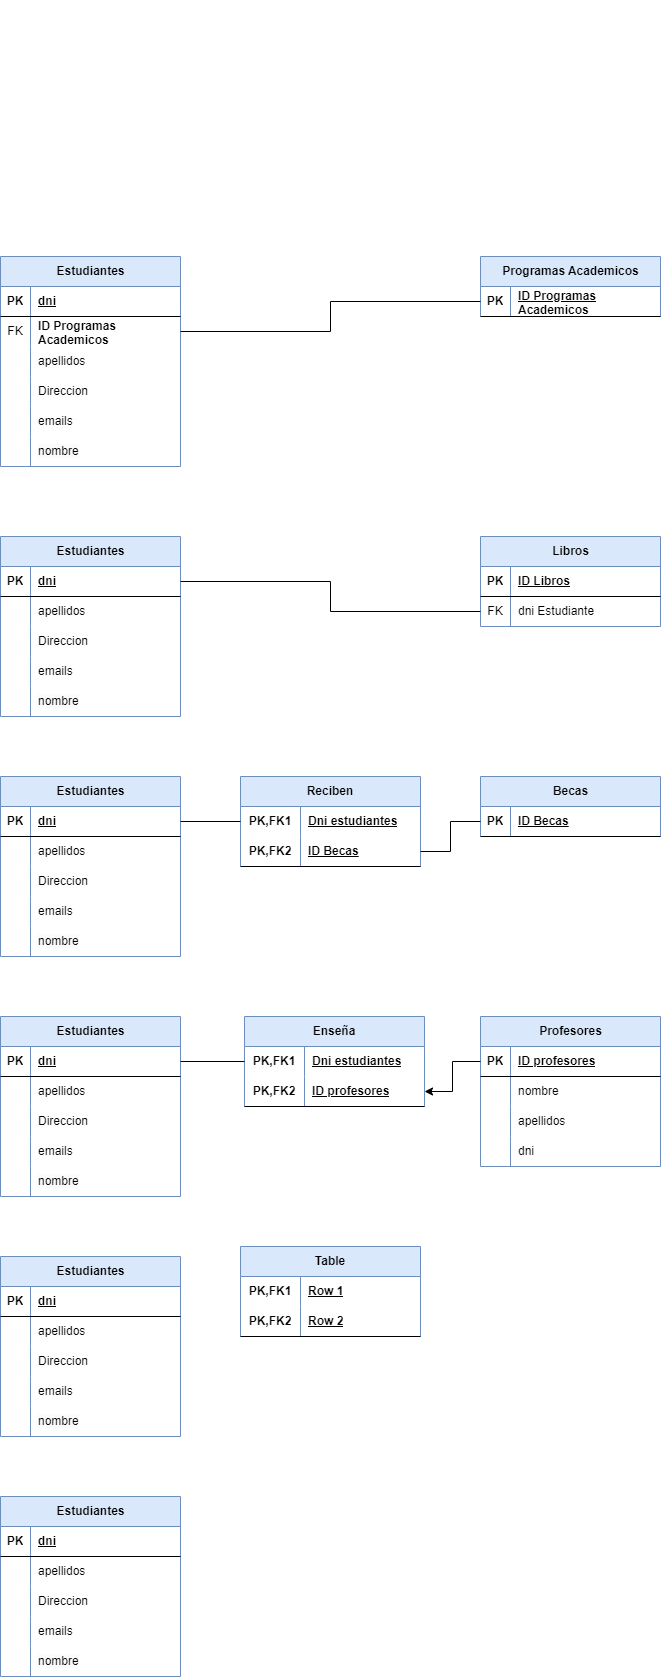 Estudiantes
PK dni
FK ID Programas
Academicos
apellidos
Direccion
emails
nombre
Programas Academicos
PK ID Programas
Academicos
Estudiantes
PK dni
apellidos
Direccion
emails
nombre
Libros
PK ID Libros
FK dni Estudiante
Estudiantes
PK dni
apellidos
Direccion
emails
nombre
Reciben
PK,FK1 Dni estudiantes
PK,FK2 ID Becas
Becas
PK ID Becas
Estudiantes
PK dni
apellidos
Direccion
emails
nombre
Enseña
PK,FK1 Dni estudiantes
PK,FK2 ID profesores
Profesores
PK ID profesores
nombre
apellidos
dni
Estudiantes
PK dni
apellidos
Direccion
emails
nombre
Table
PK,FK1 Row 1
PK,FK2 Row 2
Estudiantes
PK dni
apellidos
Direccion
emails
nombre